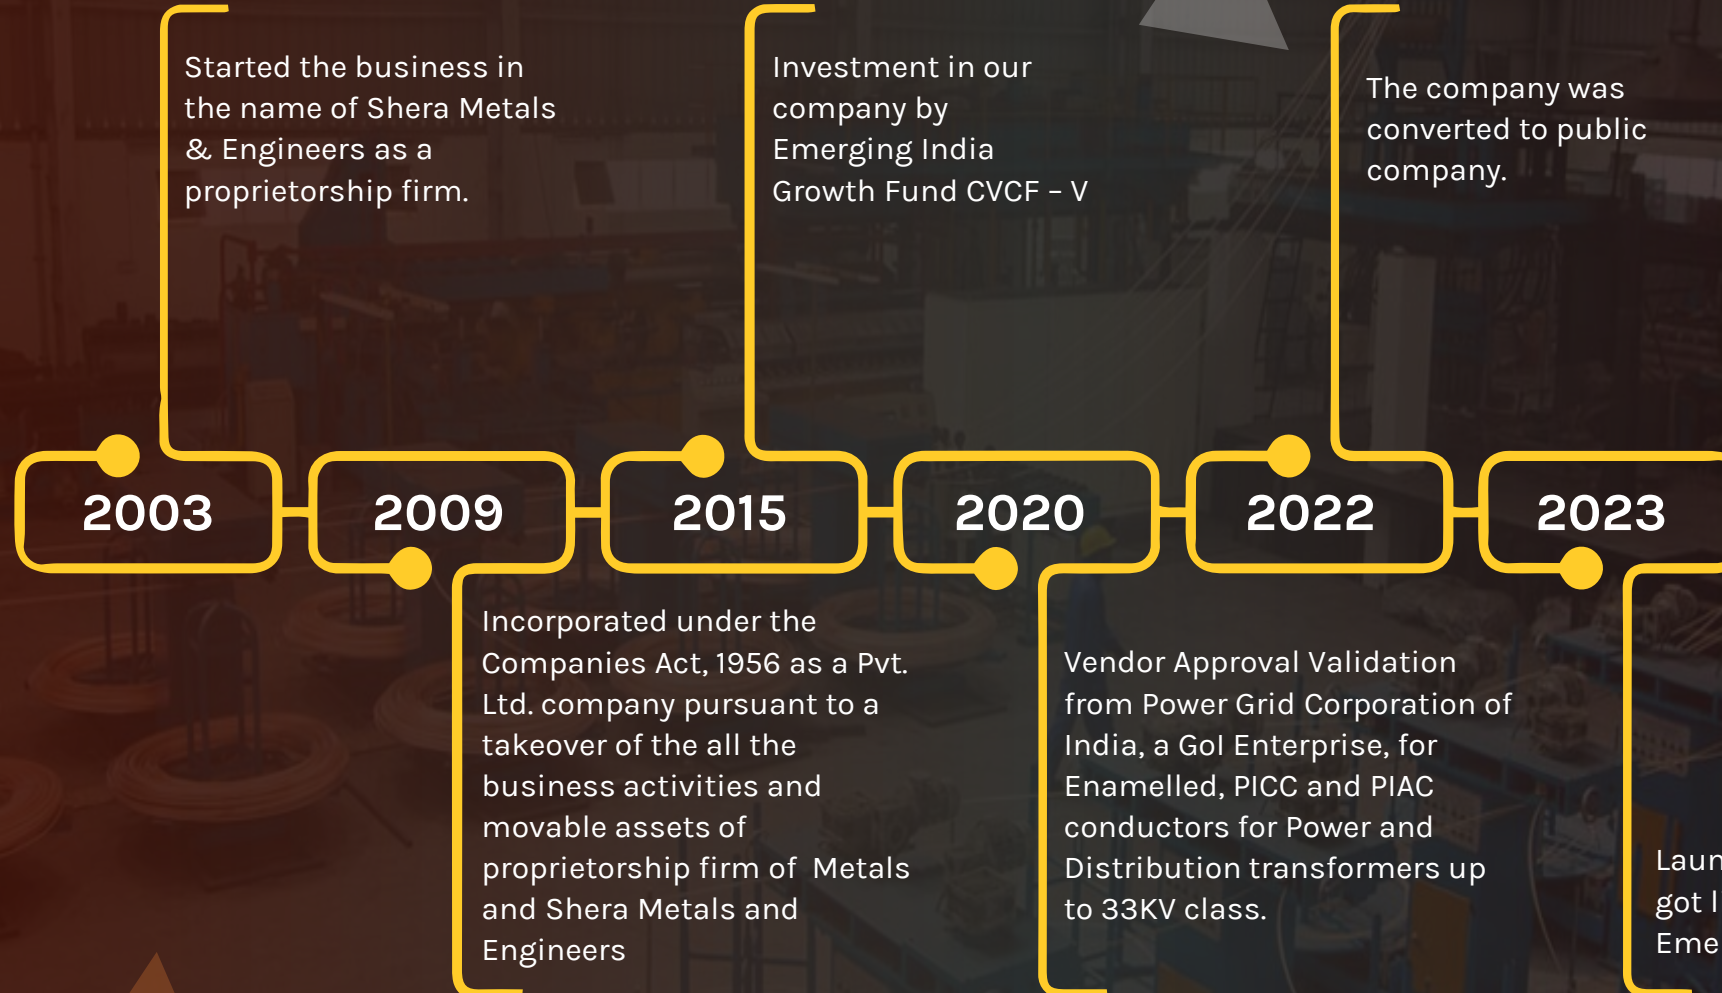 Started the business in
the name of Shera Metals
& Engineers as a
proprietorship firm.
Investment in our
company by
Emerging India
Growth Fund CVCF – V
The company was
converted to public
company.
2003
2009
2015
2020
2022
2023
Incorporated under the
Companies Act, 1956 as a Pvt.
Ltd. company pursuant to a
takeover of the all the
business activities and
movable assets of
proprietorship firm of  Metals
and Shera Metals and
Engineers
Vendor Approval Validation
from Power Grid Corporation of
India, a GoI Enterprise, for
Enamelled, PICC and PIAC
conductors for Power and
Distribution transformers up
to 33KV class.
got